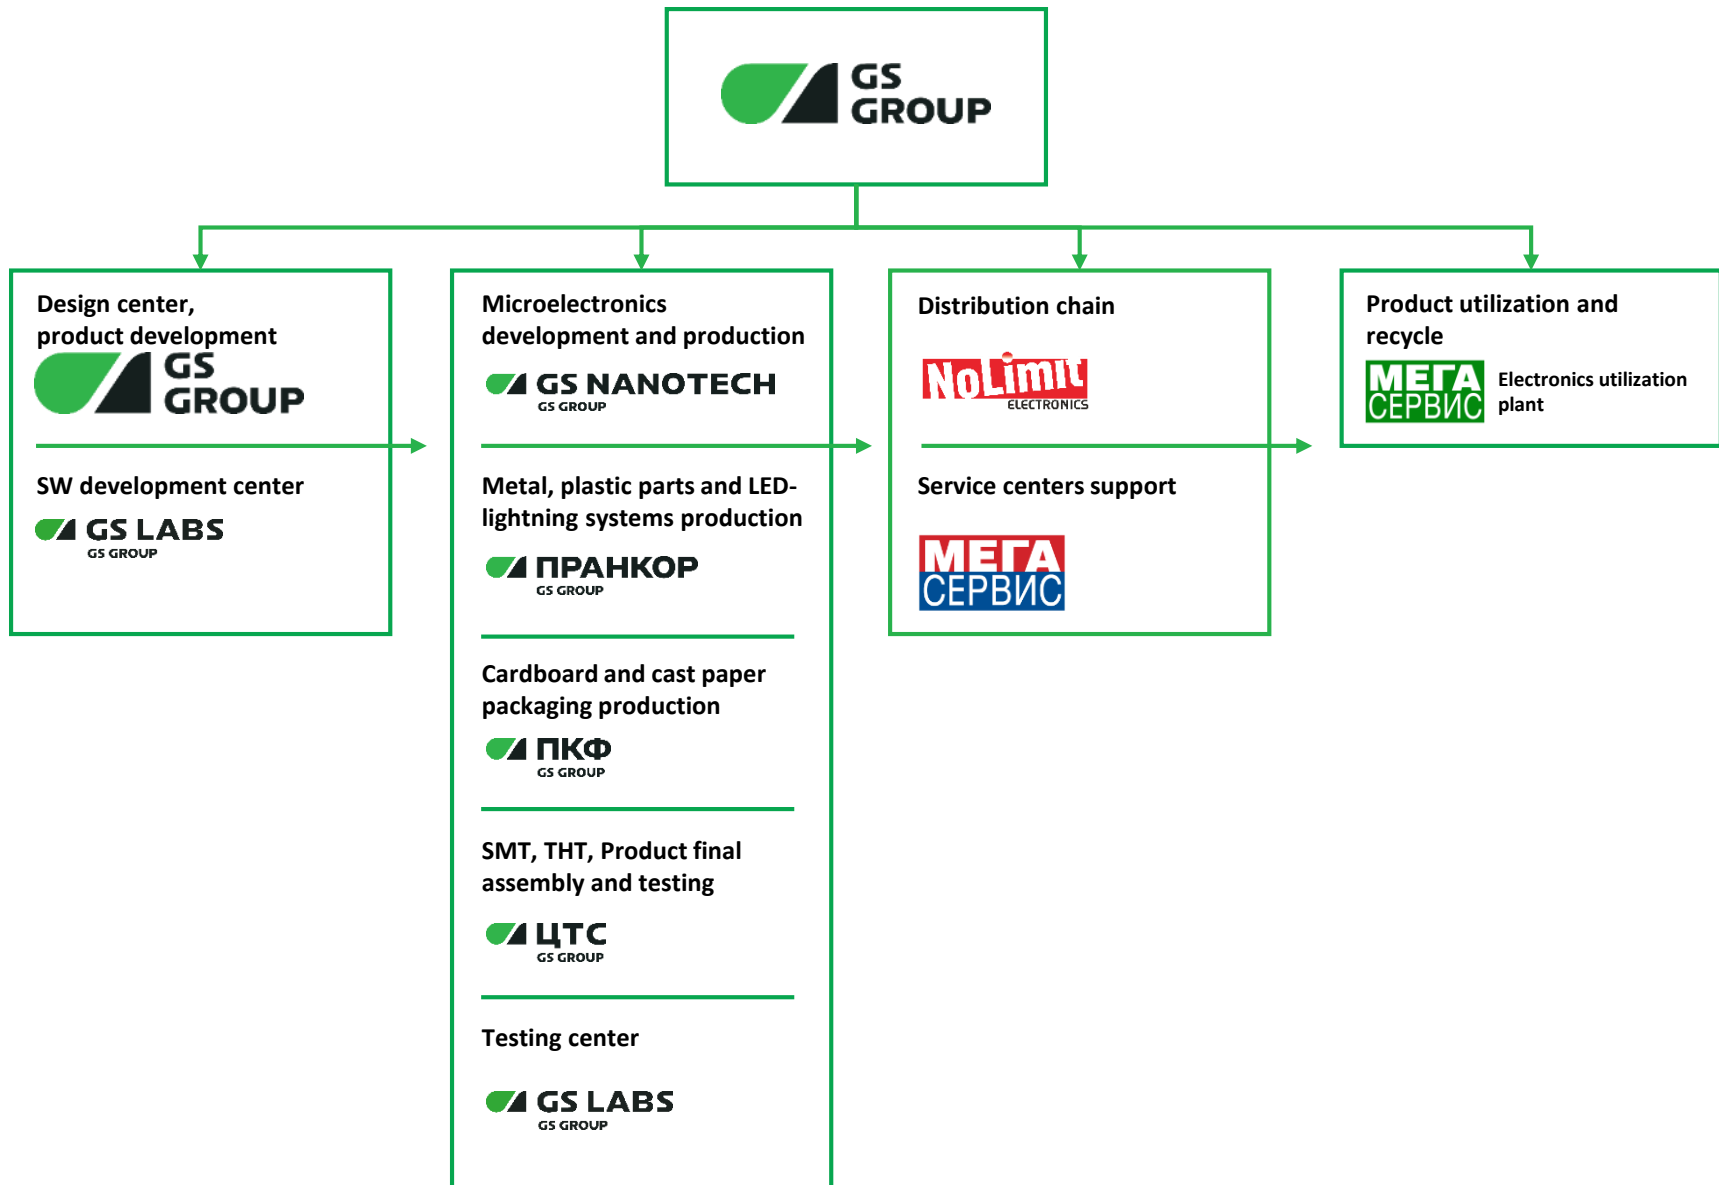 GS
GROUP
Design center,
product development
GS
GROUP
SW development center
GS LABS
GS GROUP
Microelectronics
development and production
GS NANOTECH
GS GROUP
Metal, plastic parts and LED-
lightning systems production
ПРАНКОР
GS GROUP
Cardboard and cast paper
packaging production
ПКФ
GS GROUP
SMT, THT, Product final
assembly and testing
ЦТС
GS GROUP
Testing center
GS LABS
GS GROUP
Distribution chain
NoLimit
ELECTRONICS
Service centers support
МЕГА
СЕРВИС
Product utilization and
recycle
МЕГА
СЕРВИС
Electronics utilization
plant